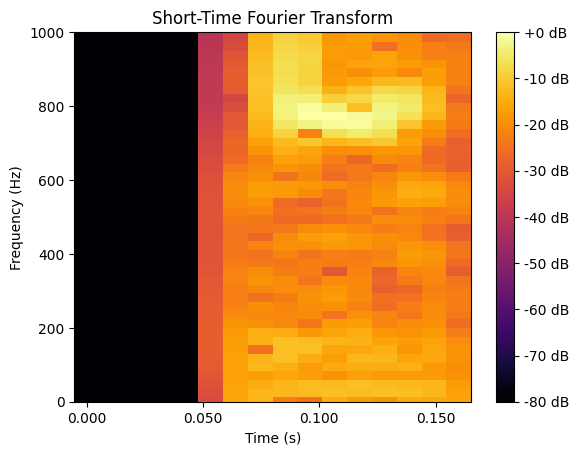 Short-Time Fourier Transform
Frequency (Hz)
1000
800
600
400
200
0
0.000
0.050
0.100
0.150
Time (s)
+0 dB
-10 dB
-20 dB
-30 dB
-40 dB
-50 dB
-60 dB
-70 dB
-80 dB